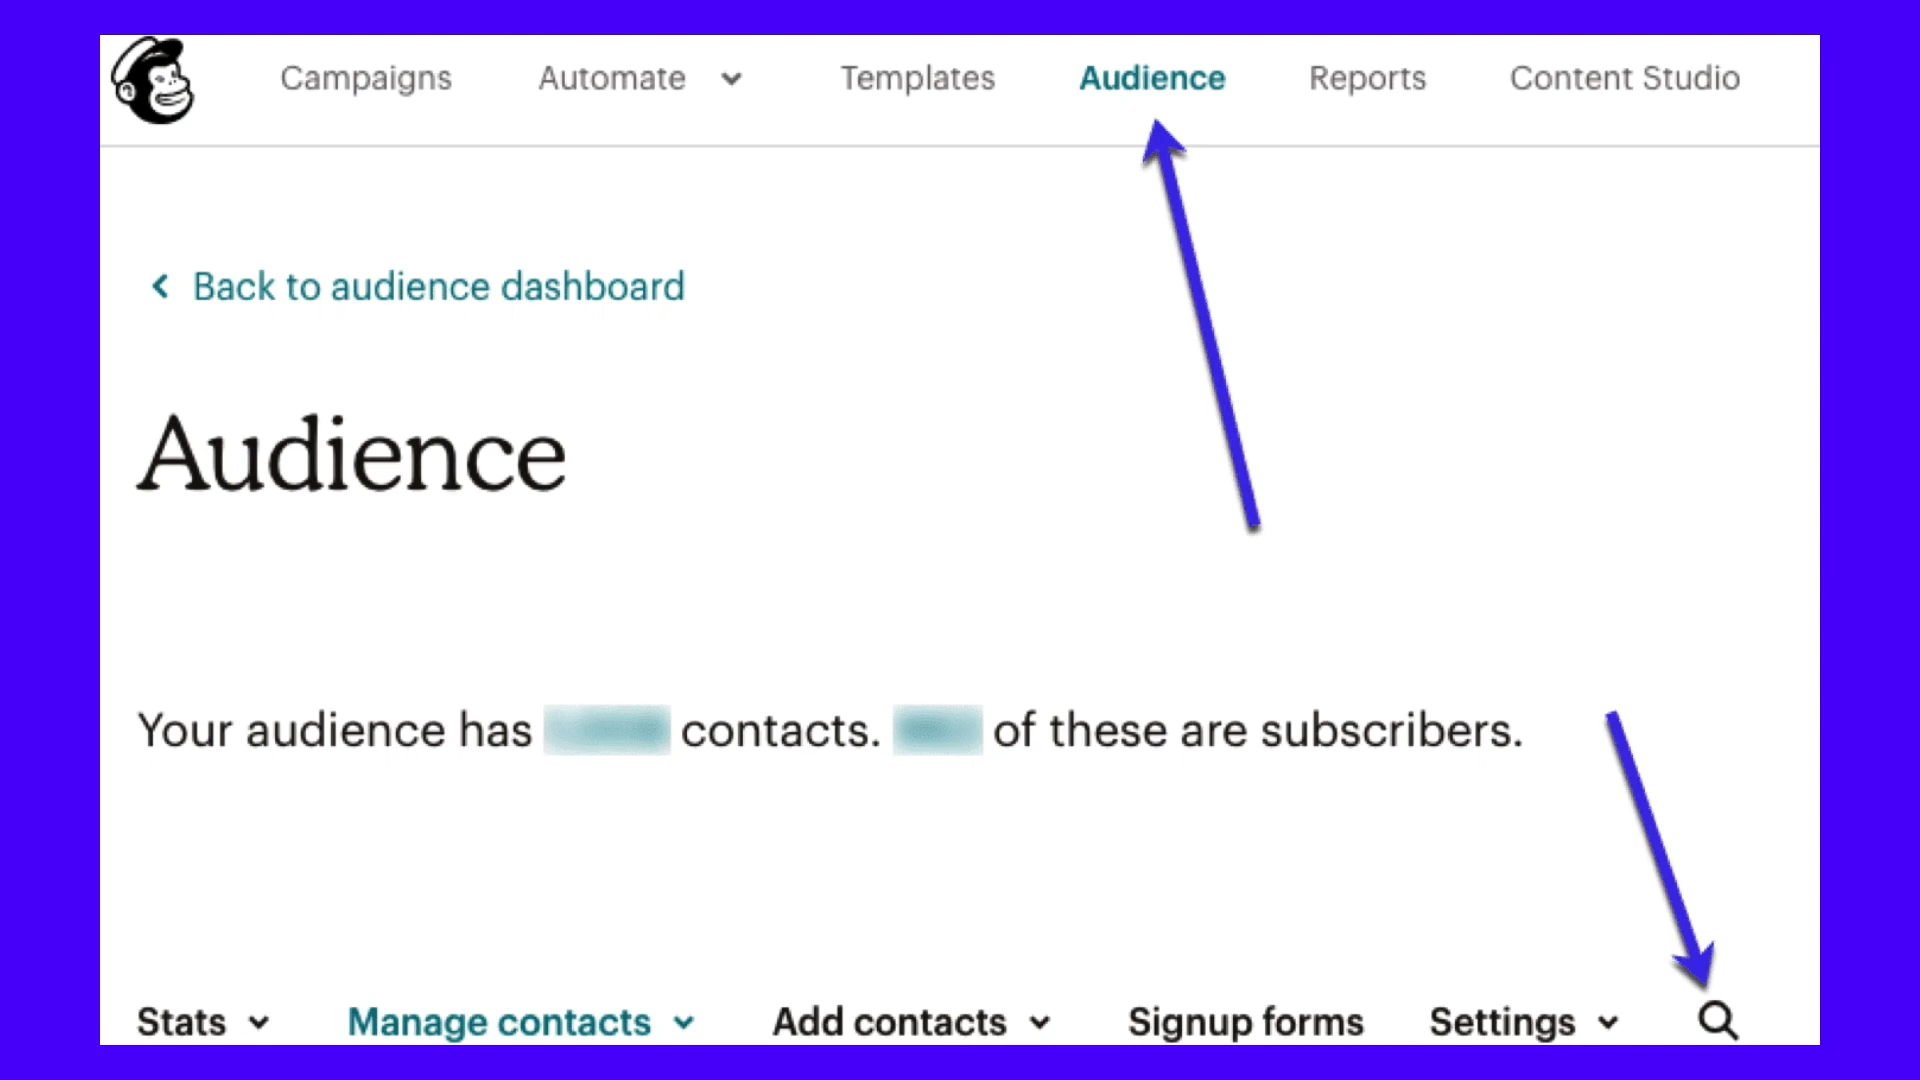 Campaigns Automate Templates Audience Reports Content Studio
Back to audience dashboard
Audience
Your audience has contacts. of these are subscribers.
Stats Manage contacts Add contacts Signup forms Settings